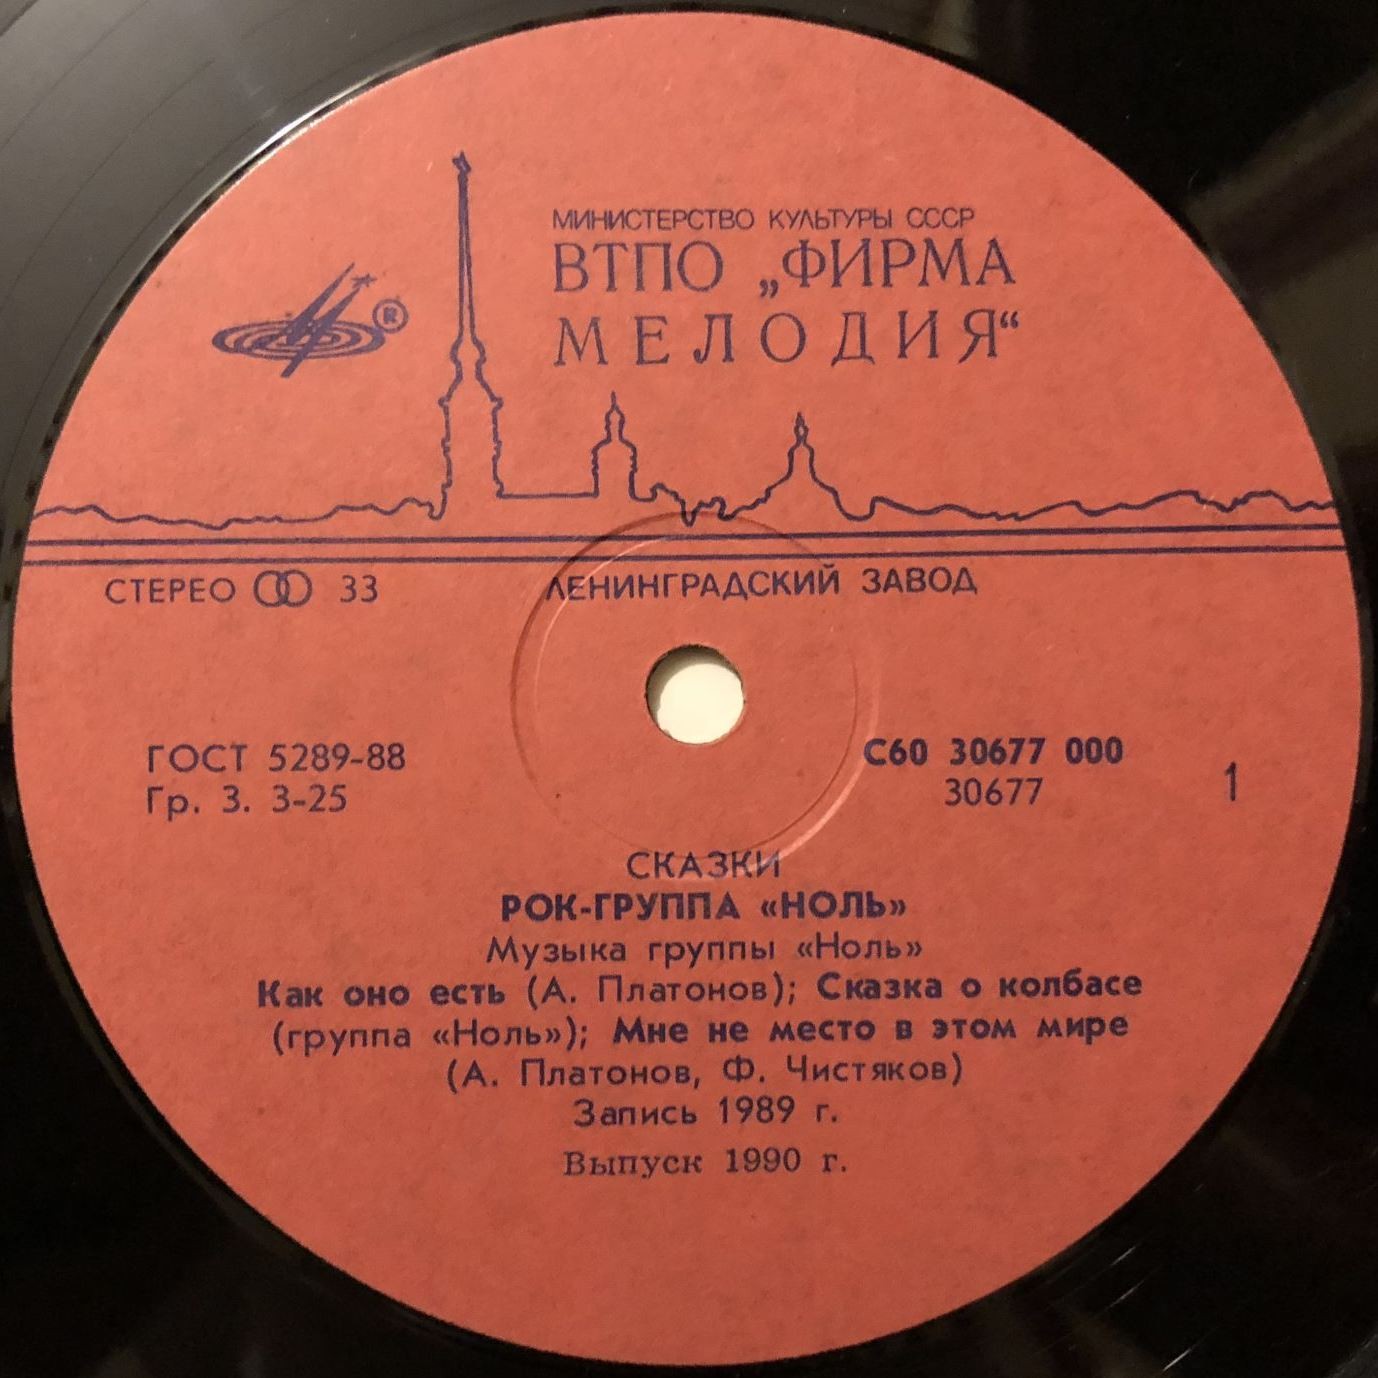 МИНИСТЕРСТВО КУЛЬТУРЫ СССР
ВТПО „ФИРМА
МЕЛОДИЯ“
®
СТЕРЕО 33
ЛЕНИНГРАДСКИЙ ЗАВОД
ГОСТ 5289-88
Гр. 3. 3-25
С60 30677 000
30677
1
СКАЗКИ
РОК-ГРУППА «НОЛЬ»
Музыка группы «Ноль»
Как оно есть (А. Платонов); Сказка о колбасе
(группа «Ноль»); Мне не место в этом мире
(А. Платонов, Ф. Чистяков)
Запись 1989 г.
Выпуск 1990 г.